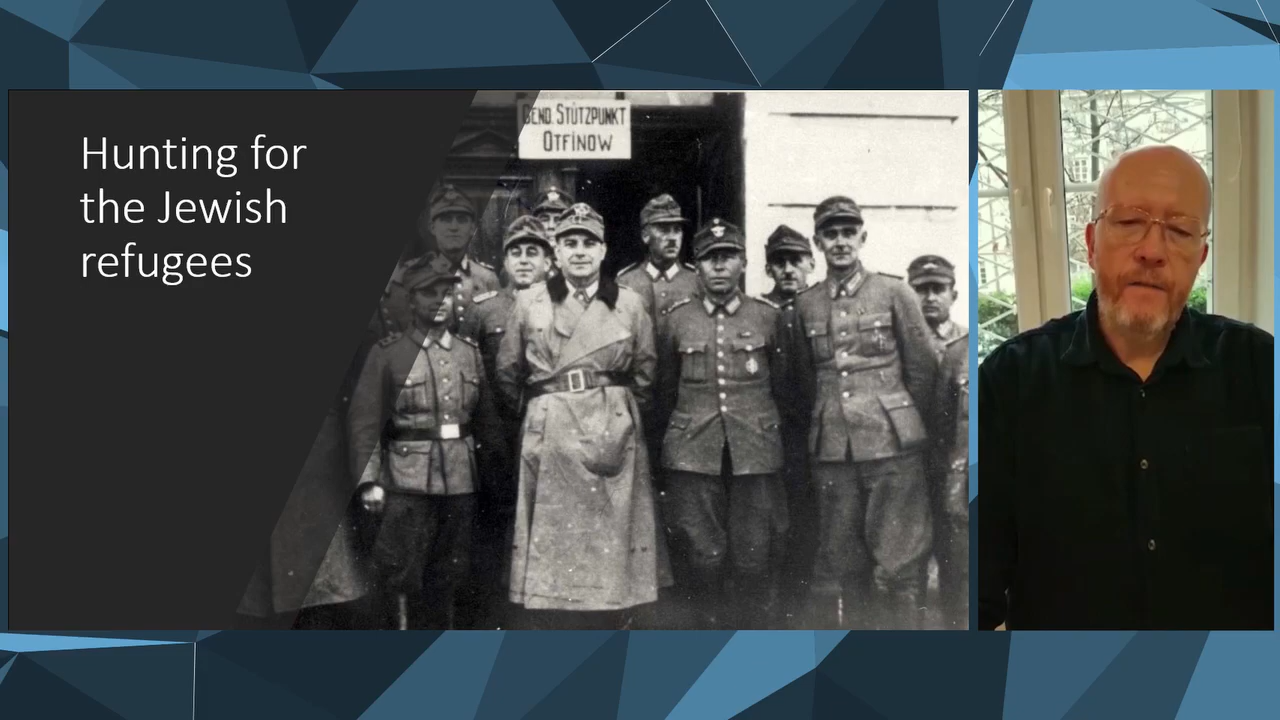 Hunting for
the Jewish
refugees
GEND. STÜTZPUNKT
OTFINOW